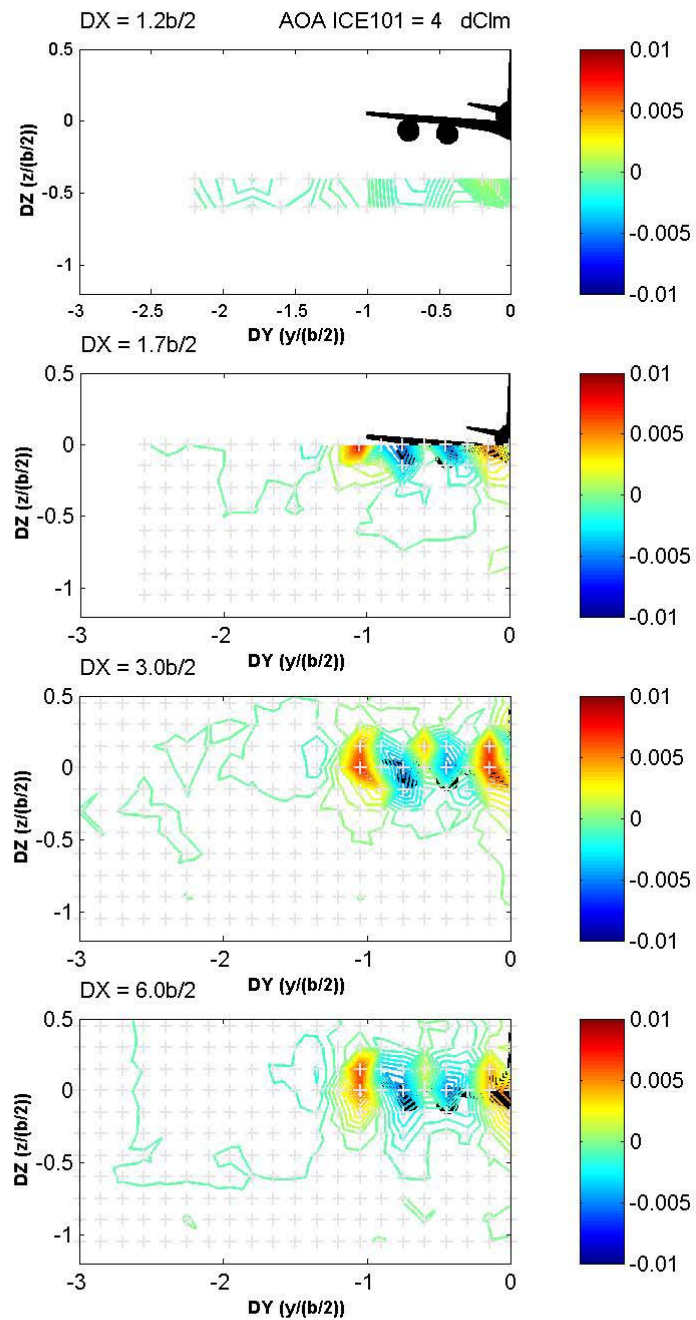 DX = 1.2b/2 AOA ICE101 = 4 dClm
0.5
0
-0.5
-1
DZ (z/(b/2))
-3 -2.5 -2 -1.5 -1 -0.5 0
DY (y/(b/2))
0.01
0.005
0
-0.005
-0.01
DX = 1.7b/2
0.5
0
-0.5
-1
DZ (z/(b/2))
-3 -2 -1 0
DY (y/(b/2))
0.01
0.005
0
-0.005
-0.01
DX = 3.0b/2
0.5
0
-0.5
-1
DZ (z/(b/2))
-3 -2 -1 0
DY (y/(b/2))
0.01
0.005
0
-0.005
-0.01
DX = 6.0b/2
0.5
0
-0.5
-1
DZ (z/(b/2))
-3 -2 -1 0
DY (y/(b/2))
0.01
0.005
0
-0.005
-0.01